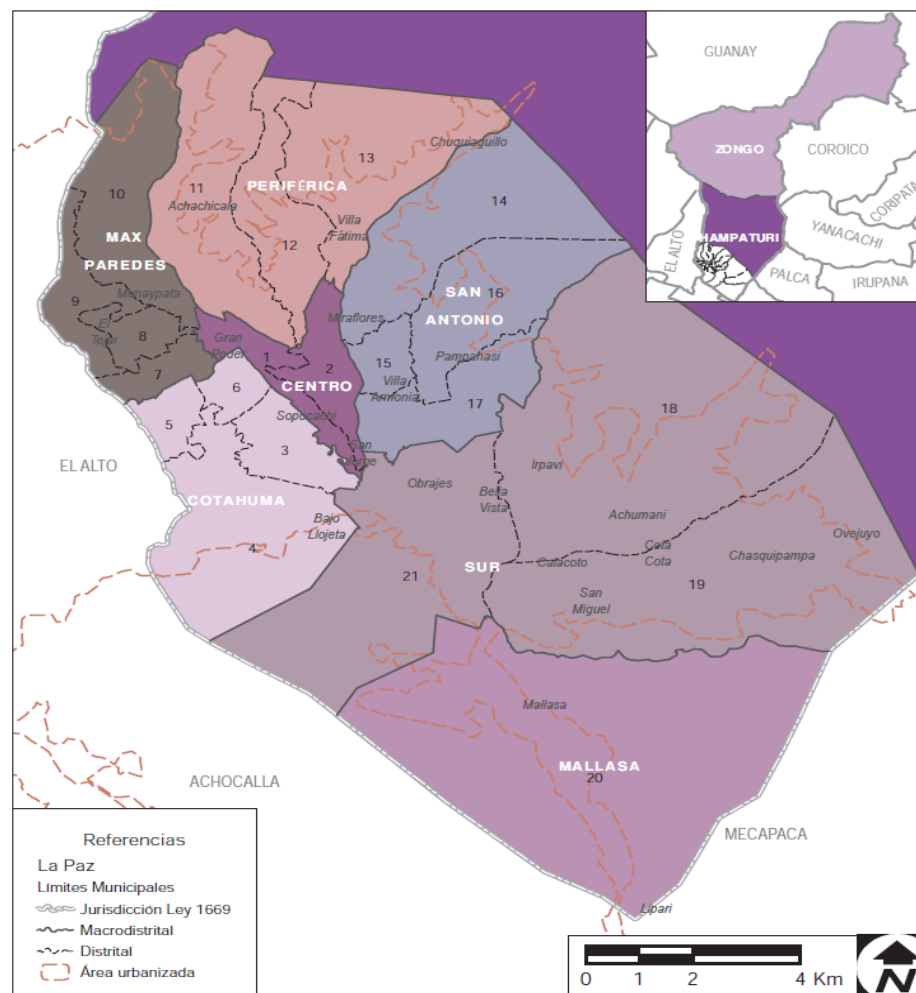 GUANAY
ZONGO
COROICO
CORIPATA
YANACACHI
HAMPATURI
EL ALTO
PALCA
IRUPANA
Chuquiaguillo
13
11
PERIFÉRICA
Achachicala
10
14
12
Villa
Fátima
MAX
PAREDES
Munaypata
9
El
Tejar
8
7
SAN
16
ANTONIO
Miraflores
Pampahasi
15
Villa
Armonia
17
Gran
Poder
1
2
CENTRO
Sopocachi
San
Jorge
6
5
3
COTAHUMA
Bajo
Llojeta
4
EL ALTO
18
Irpavi
Obrajes
Bella
Vista
Achumani
Ovejuyo
Cota
Cota
Chasquipampa
Calacoto
SUR
21
19
San
Miguel
Mallasa
MALLASA
20
ACHOCALLA
MECAPACA
Lipari
Referencias
La Paz
Límites Municipales
Jurisdicción Ley 1669
Macrodistrital
Distrital
Área urbanizada
0 1 2 4 Km
N